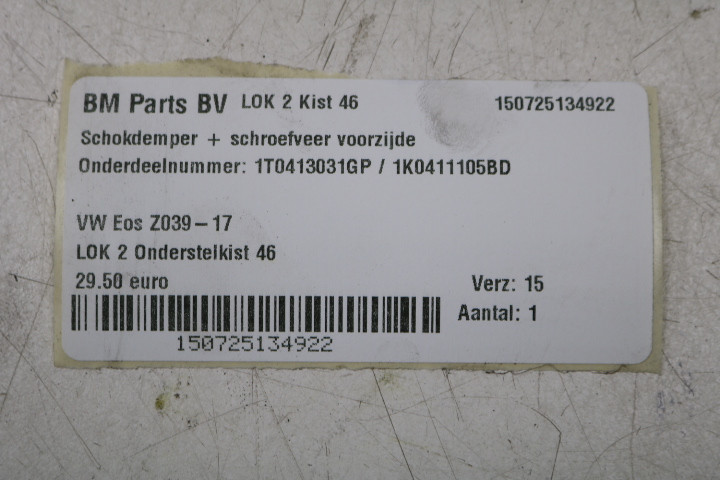 BM Parts BV LOK 2 Kist 46 150725134922
Schokdemper + schroefveer voorzijde
Onderdeelnummer: 1T0413031GP / 1K0411105BD
VW Eos Z039-17
LOK 2 Onderstelkist 46
29.50 euro Verz: 15
Aantal: 1
150725134922